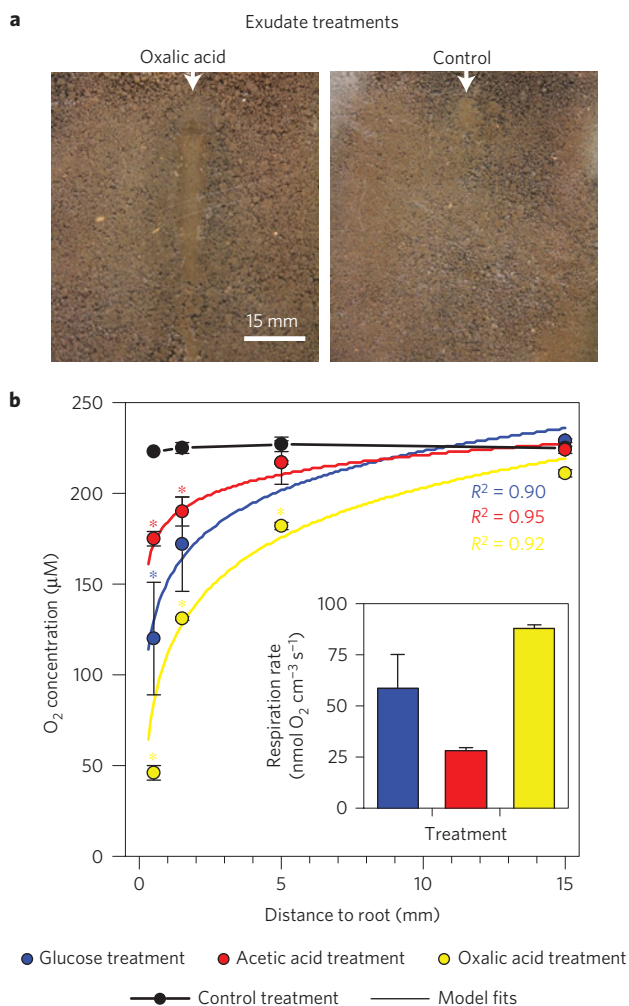 a
Exudate treatments
Oxalic acid
Control
15 mm
b
250
200
150
100
50
0
O₂ concentration (μM)
*
*
*
*
*
*
R² = 0.90
R² = 0.95
R² = 0.92
100
75
50
25
0
Respiration rate
(nmol O₂ cm⁻³ s⁻¹)
Treatment
0
5
10
15
Distance to root (mm)
Glucose treatment
Acetic acid treatment
Oxalic acid treatment
Control treatment
Model fits